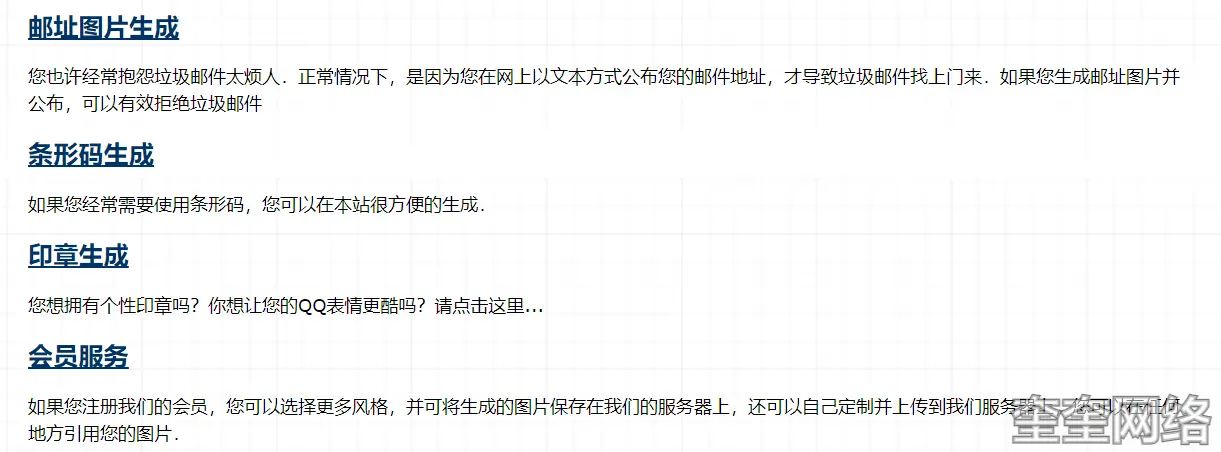 邮址图片生成
您也许经常抱怨垃圾邮件太烦人．正常情况下，是因为您在网上以文本方式公布您的邮件地址，才导致垃圾邮件找上门来．如果您生成邮址图片并
公布，可以有效拒绝垃圾邮件
条形码生成
如果您经常需要使用条形码，您可以在本站很方便的生成．
印章生成
您想拥有个性印章吗？你想让您的QQ表情更酷吗？请点击这里...
会员服务
如果您注册我们的会员，您可以选择更多风格，并可将生成的图片保存在我们的服务器上，还可以自己定制并上传到我们服务器上，您可以在任何
地方引用您的图片．
奎奎网络